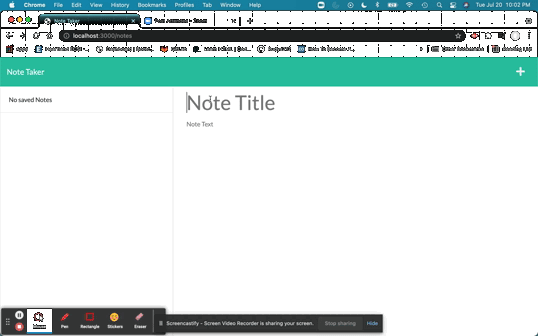 Chrome File Edit View History Bookmarks Profiles Tab Window Help Tue Jul 20 10:02 PM
Note Taker
localhost:3000/notes
Note Taker
No saved Notes
Note Title
Note Text
Pen Rectangle Stickers Eraser
Screencastify - Screen Video Recorder is sharing your screen. Stop sharing Hide